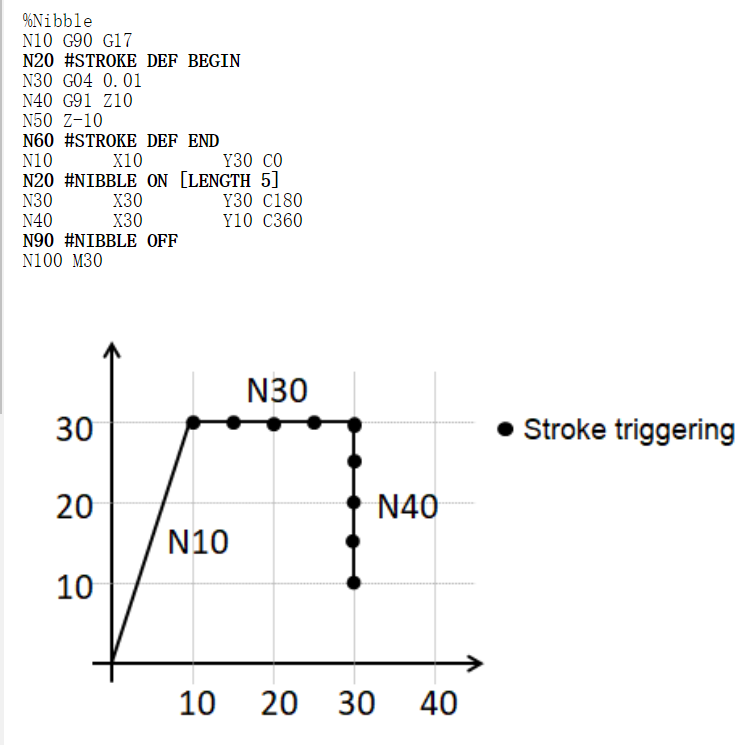 %Nibble
N10 G90 G17
N20 #STROKE DEF BEGIN
N30 G04 0.01
N40 G91 Z10
N50 Z-10
N60 #STROKE DEF END
N10 X10 Y30 C0
N20 #NIBBLE ON [LENGTH 5]
N30 X30 Y30 C180
N40 X30 Y10 C360
N90 #NIBBLE OFF
N100 M30
N30
30
Stroke triggering
20
N40
N10
10
10 20 30 40